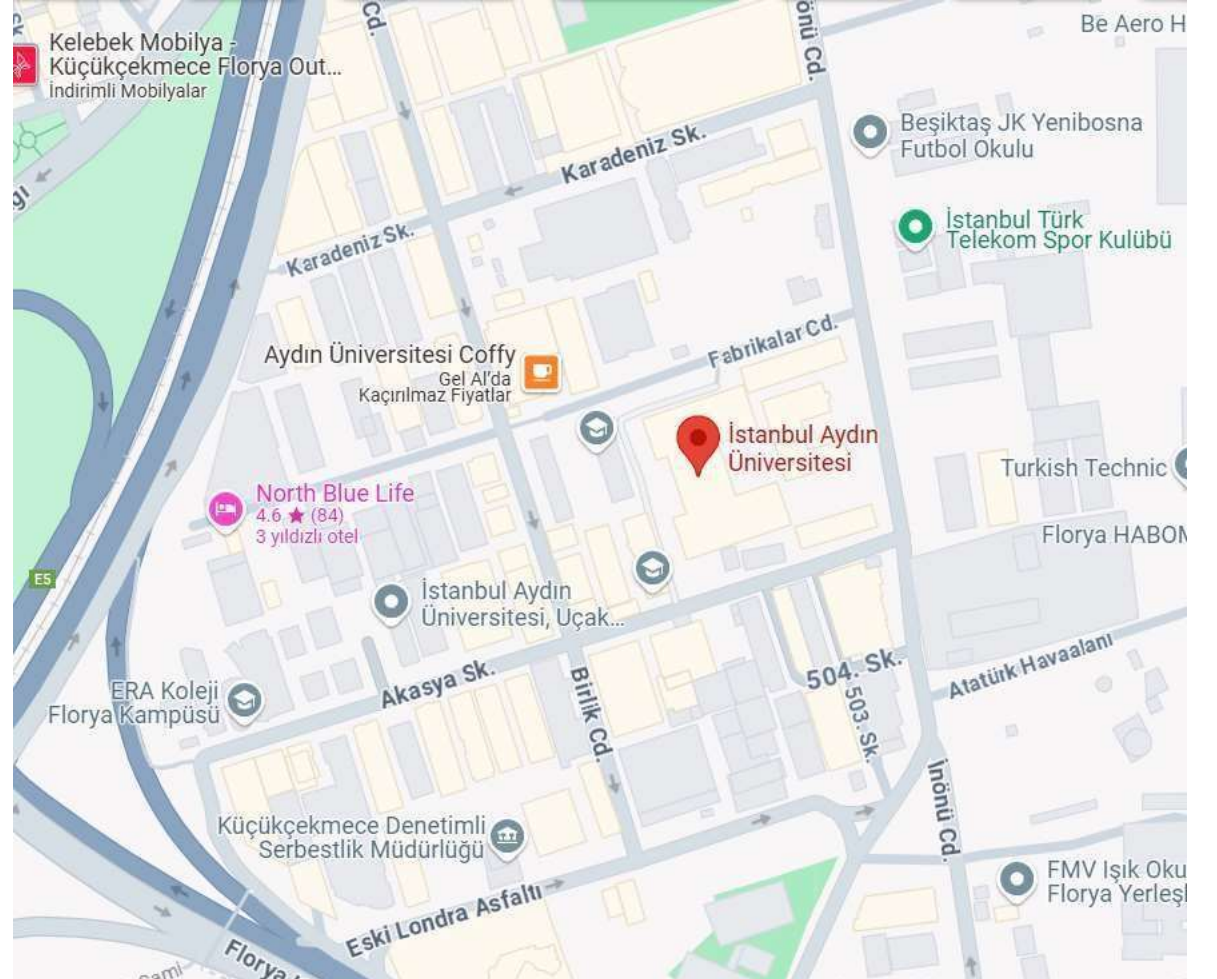 Cd.
İnönü Cd.
Be Aero H
Kelebek Mobilya -
Küçükçekmece Florya Out...
İndirimli Mobilyalar
Beşiktaş JK Yenibosna
Futbol Okulu
Karadeniz Sk.
İstanbul Türk
Telekom Spor Kulübü
Karadeniz Sk.
Fabrikalar Cd.
Aydın Üniversitesi Coffy
Gel Al'da
Kaçırılmaz Fiyatlar
İstanbul Aydın
Üniversitesi
Turkish Technic
North Blue Life
4.6 ★ (84)
3 yıldızlı otel
Florya HABOM
E5
İstanbul Aydın
Üniversitesi, Uçak...
Atatürk Havaalanı
504. Sk.
Akasya Sk.
ERA Koleji
Florya Kampüsü
Birlik Cd.
503. Sk.
İnönü Cd.
Küçükçekmece Denetimli
Serbestlik Müdürlüğü
FMV Işık Oku
Florya Yerleşk
Eski Londra Asfaltı
Florya
Sami